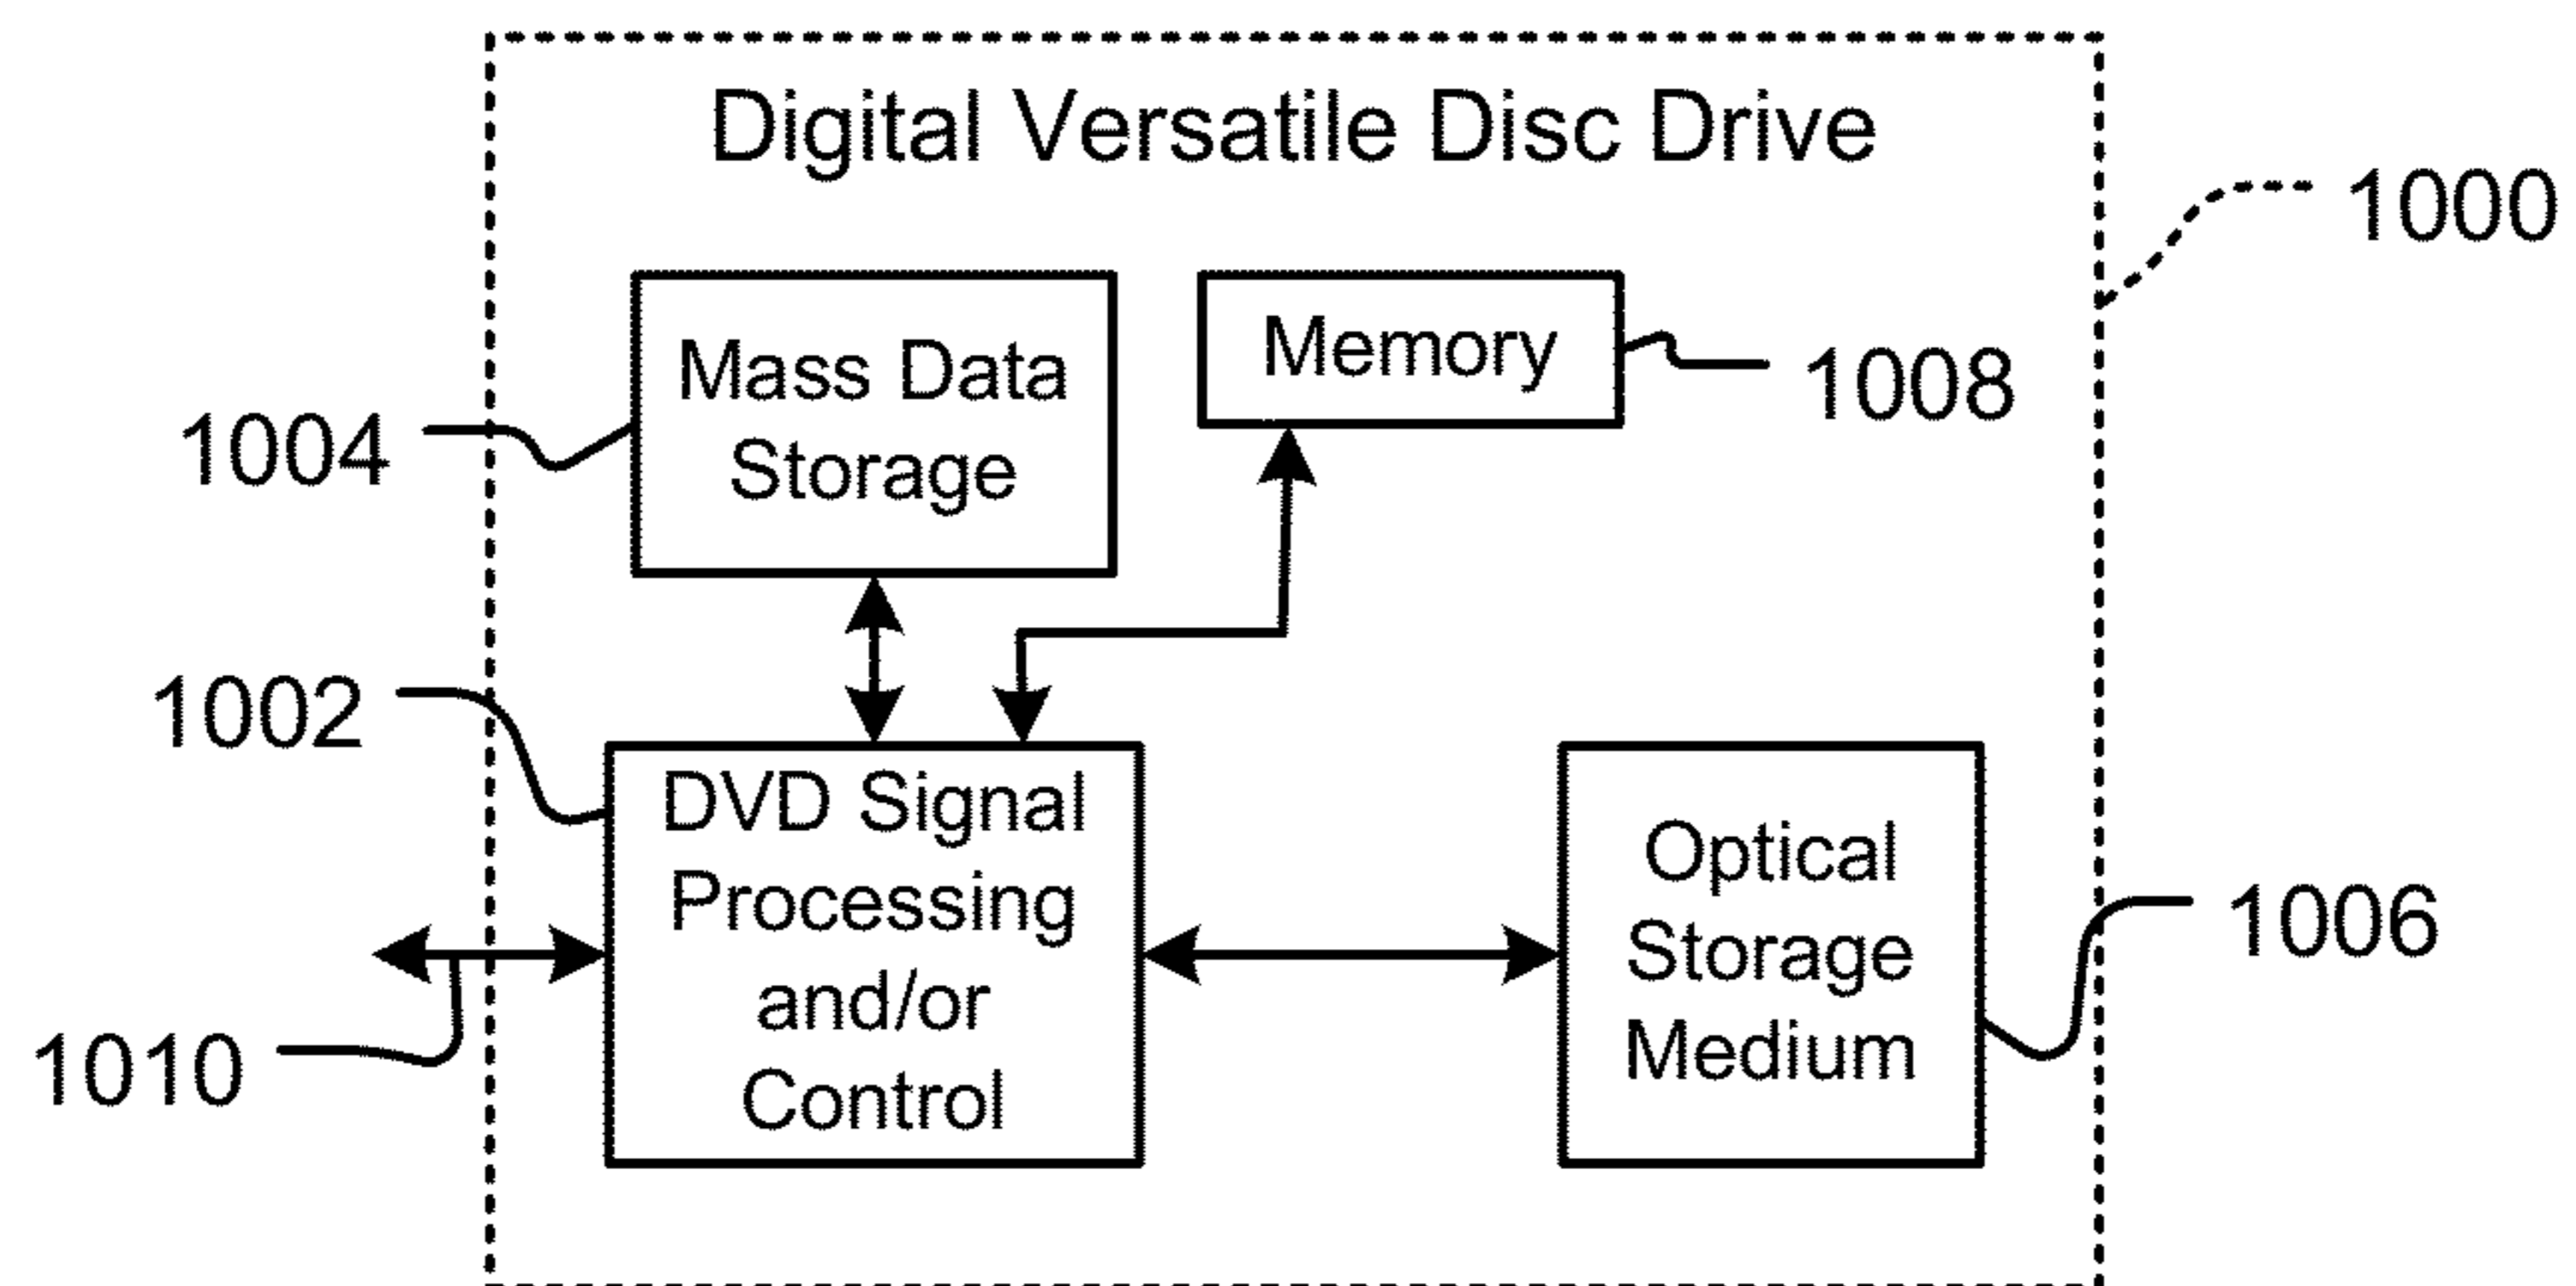 Digital Versatile Disc Drive
1000
Mass Data
Storage
Memory
1008
1004
1002
DVD Signal
Processing
and/or
Control
Optical
Storage
Medium
1006
1010